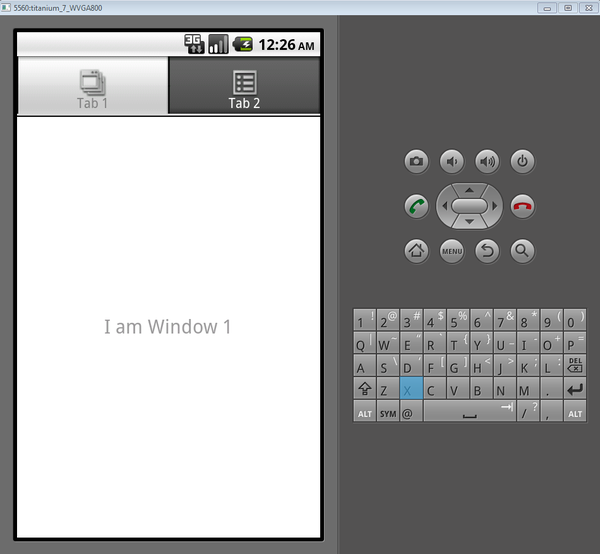 5560:titanium_7_WVGA800
3G 12:26 AM
Tab 1 Tab 2
I am Window 1
MENU
1 ! 2 @ 3 # 4 $ 5 % 6 ^ 7 & 8 * 9 ( 0 )
Q | W ~ E " R ` T { Y } U _ I - O + P =
A S \ D ' F [ G ] H < J > K ; L : DEL
Z X C V B N M .
ALT SYM @ / ? , ALT